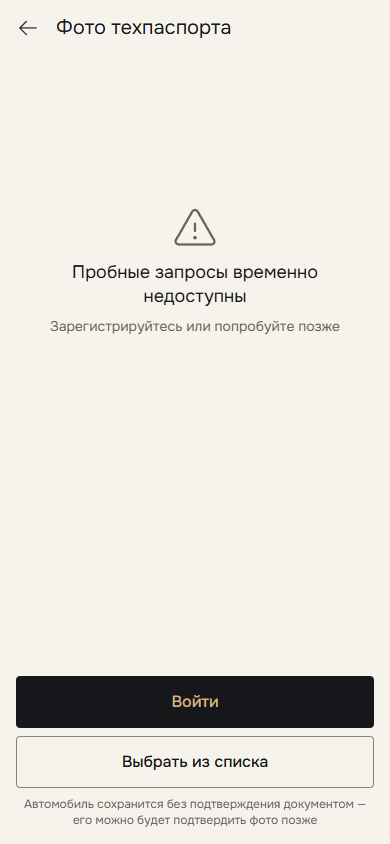 Фото техпаспорта
Пробные запросы временно
недоступны
Зарегистрируйтесь или попробуйте позже
Войти
Выбрать из списка
Автомобиль сохранится без подтверждения документом —
его можно будет подтвердить фото позже